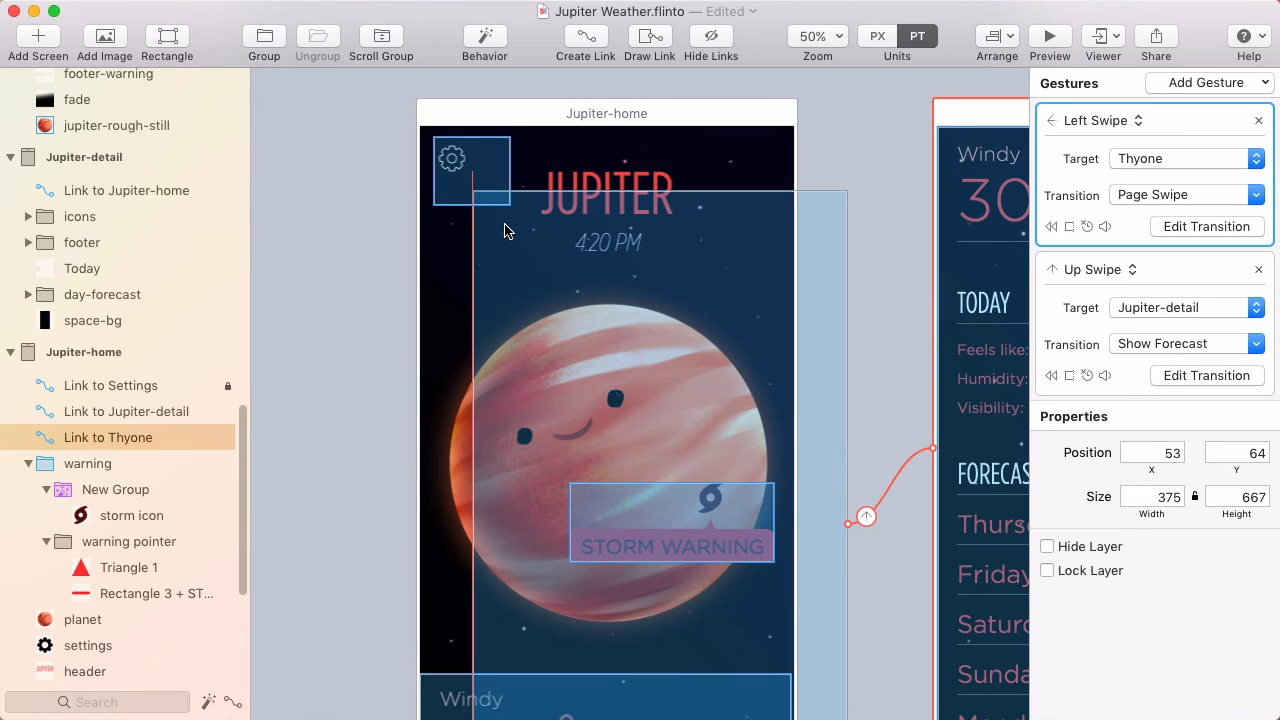 Jupiter Weather.flinto — Edited
Add Screen
Add Image
Rectangle
Group
Ungroup
Scroll Group
Behavior
Create Link
Draw Link
Hide Links
50%
Zoom
PX
PT
Units
Arrange
Preview
Viewer
Share
Help
footer-warning
fade
jupiter-rough-still
Jupiter-detail
Link to Jupiter-home
icons
footer
Today
day-forecast
space-bg
Jupiter-home
Link to Settings
Link to Jupiter-detail
Link to Thyone
warning
New Group
storm icon
warning pointer
Triangle 1
Rectangle 3 + ST...
planet
settings
header
Search
Jupiter-home
JUPITER
4:20 PM
STORM WARNING
Windy
Windy
30
TODAY
Feels like:
Humidity:
Visibility:
FORECAS
Thurs
Friday
Satur
Sunda
Gestures
Add Gesture
Left Swipe
Target
Thyone
Transition
Page Swipe
Edit Transition
Up Swipe
Target
Jupiter-detail
Transition
Show Forecast
Edit Transition
Properties
Position
53
64
X
Y
Size
375
667
Width
Height
Hide Layer
Lock Layer